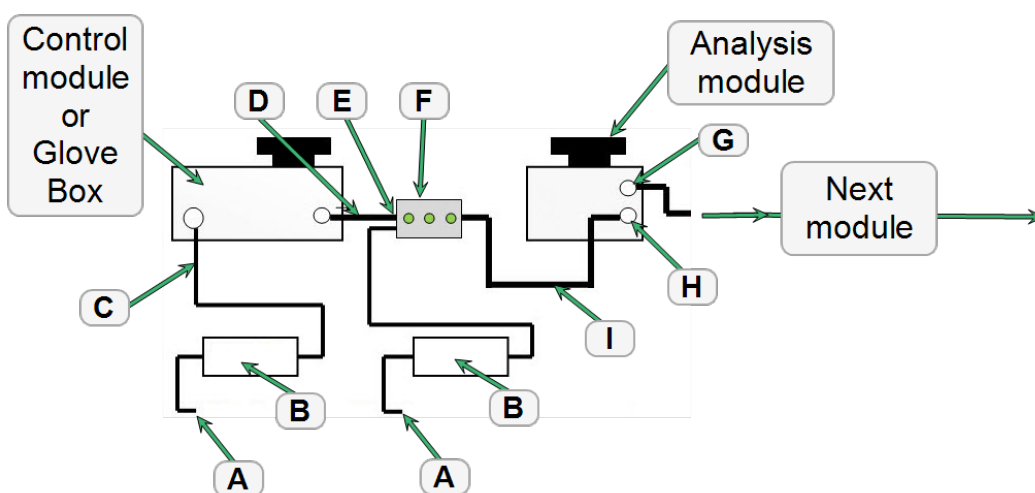 Control
module
or
Glove
Box
Analysis
module
D
E
F
G
Next
module
C
H
I
B
B
A
A